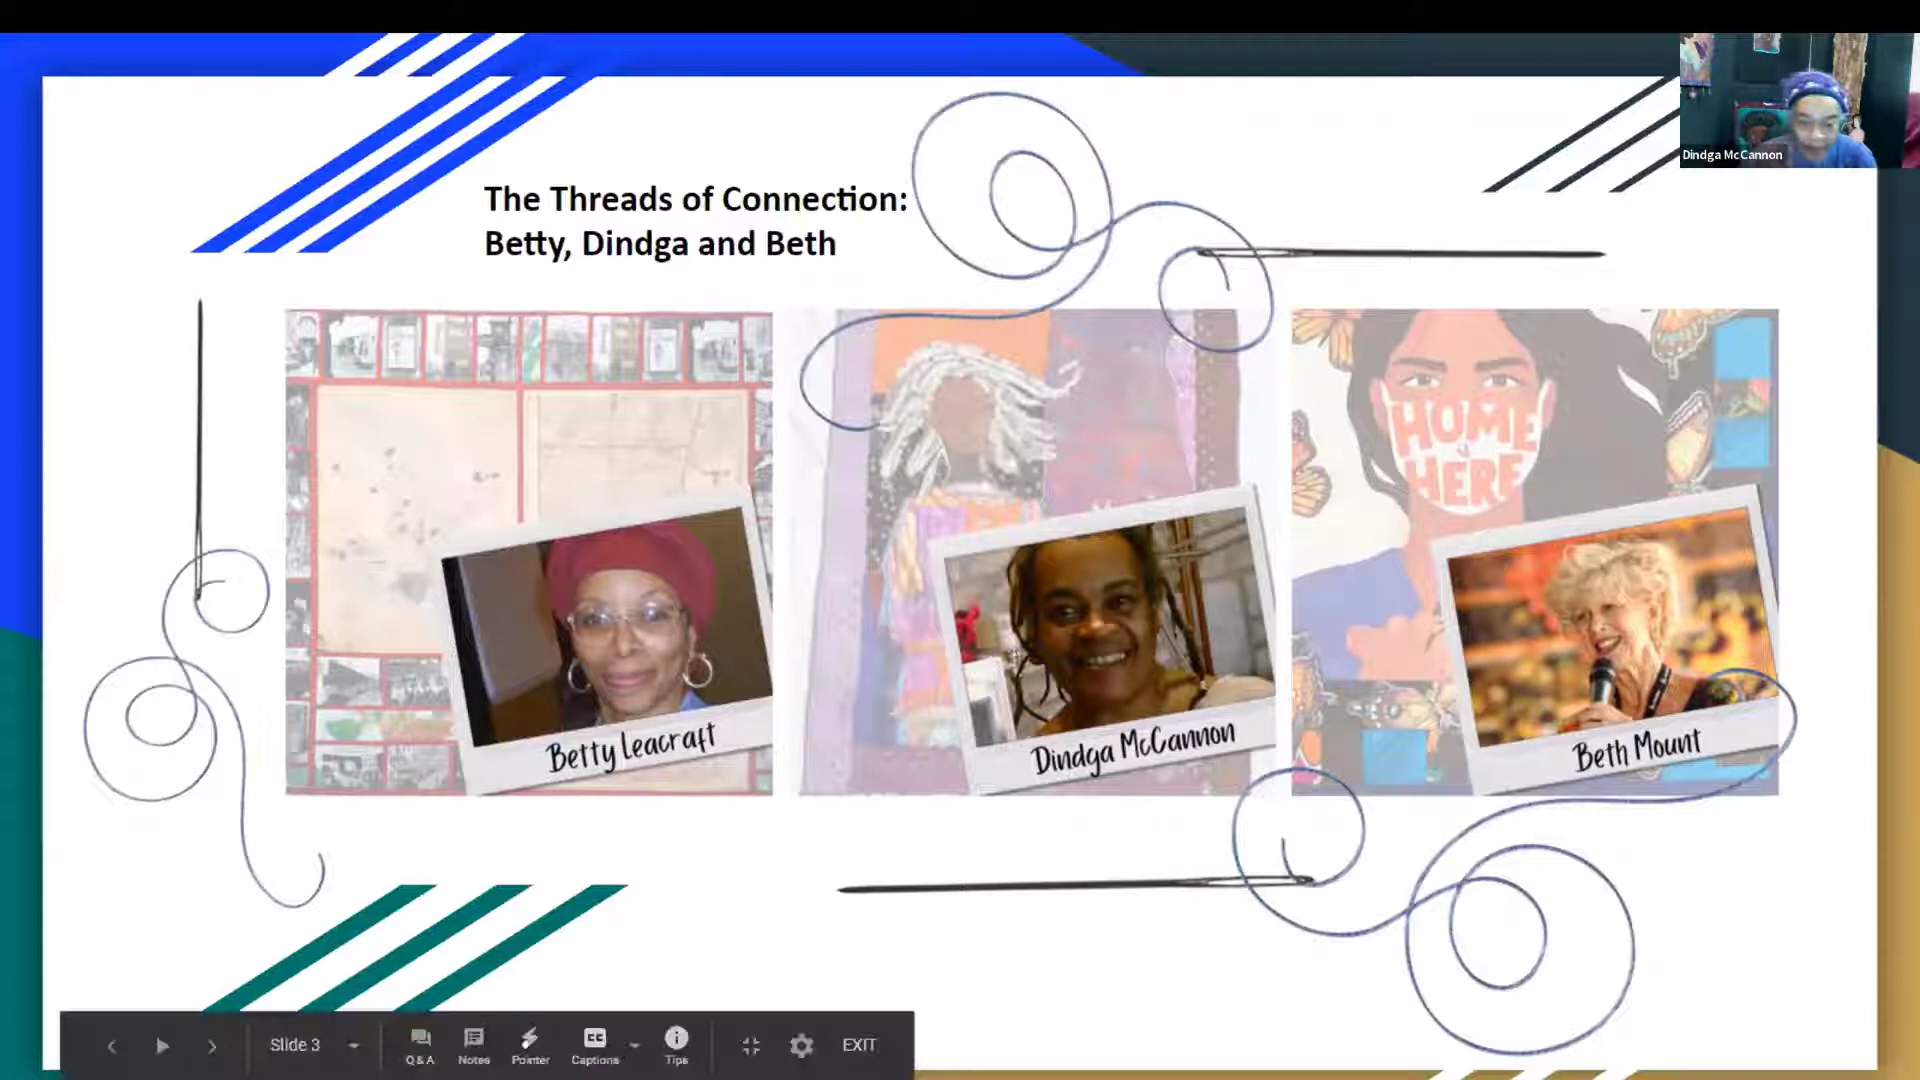 Dindga McCannon
The Threads of Connection:
Betty, Dindga and Beth
HOME
is
HERE
Betty Leacraft
Dindga McCannon
Beth Mount
Slide 3
Q & A
Notes
Pointer
Captions
Tips
EXIT